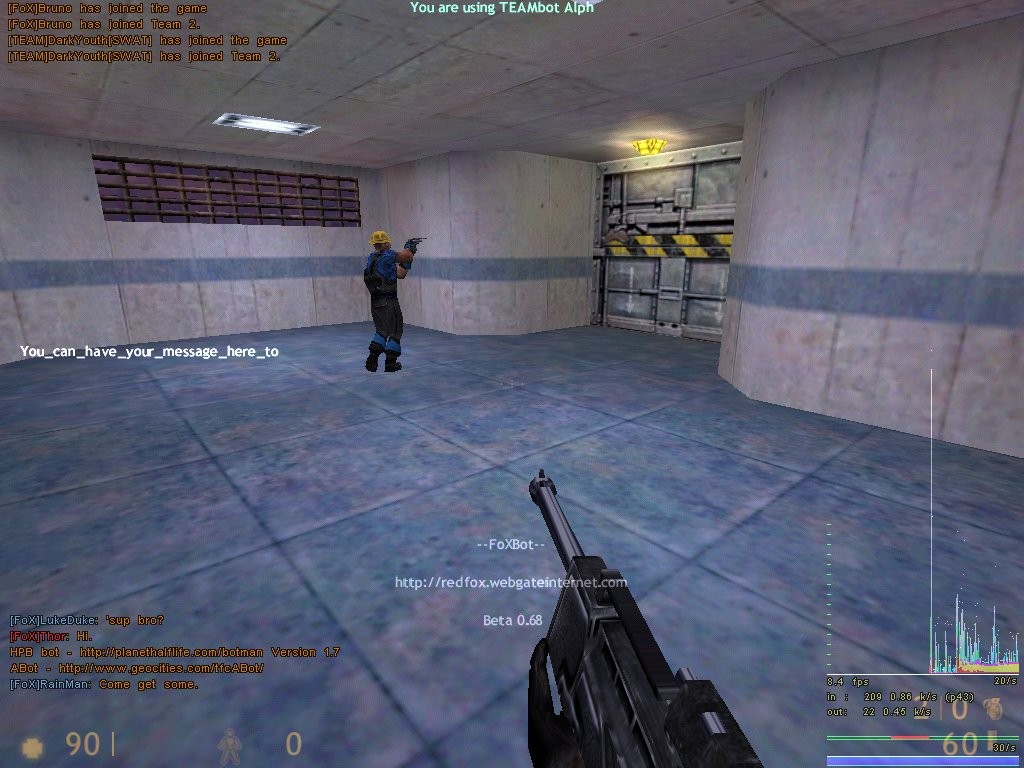 [FoX]Bruno has joined the game
[FoX]Bruno has joined Team 2.
[TEAM]DarkYouth[SWAT] has joined the game
[TEAM]DarkYouth[SWAT] has joined Team 2.
You are using TEAMbot Alph
You_can_have_your_message_here_to
--FoXBot--
http://redfox.webgateinternet.com
Beta 0.68
[FoX]LukeDuke: 'sup bro?
[FoX]Thor: Hi.
HPB bot - http://planethalflife.com/botman Version 1.7
ABot - http://www.geocities.com/tfcABot/
[FoX]RainMan: Come get some.
90
0
8.4 fps 20/s
in : 209 0.86 k/s (p43)
out: 22 0.45 k/s
0
60 30/s